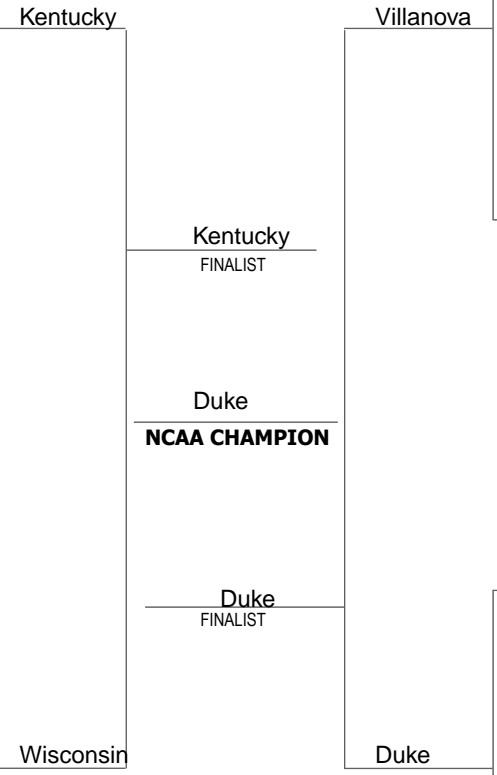 Kentucky
Villanova
Kentucky
FINALIST
Duke
NCAA CHAMPION
Duke
FINALIST
Wisconsin
Duke